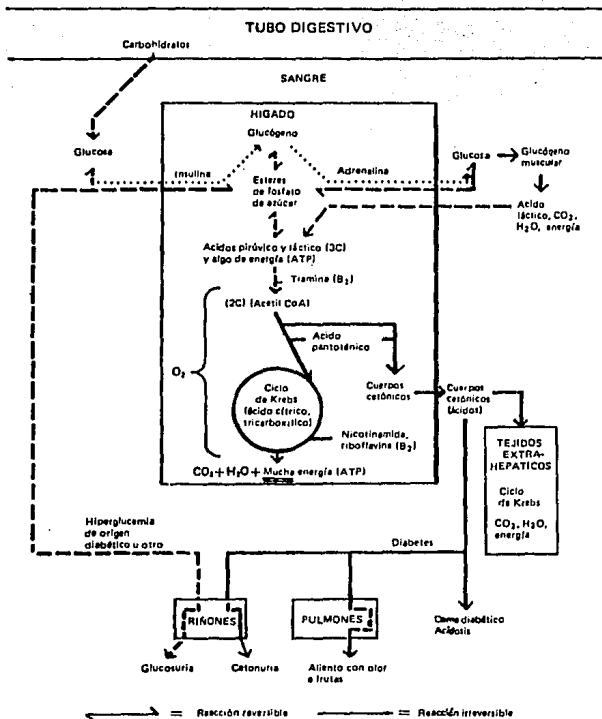 TUBO DIGESTIVO
Carbohidratos
SANGRE
HIGADO
Glucógeno
Glucosa
Insulina
Adrenalina
Glucosa
Glucógeno
muscular
Esteres
de fosfato
de azúcar
Acido
láctico, CO₂,
H₂O, energía
Acidos pirúvico y láctico (3C)
y algo de energía (ATP)
Tiamina (B₂)
(2C) (Acetil CoA)
Acido
pantoténico
O₂
Ciclo
de Krebs
(ácido cítrico,
tricarboxílico)
Cuerpos
cetónicos
Cuerpos
cetónicos
(ácidos)
Nicotinamida,
riboflavina (B₂)
CO₂ + H₂O + Mucha energía (ATP)
TEJIDOS
EXTRA-
HEPATICOS
Ciclo
de Krebs
CO₂, H₂O,
energía
Hiperglucemia
de origen
diabético u otro
Diabetes
RIÑONES
PULMONES
Coma diabético
Acidosis
Glucosuria
Cetonuria
Aliento con olor
a frutas
= Reacción reversible
= Reacción irreversible